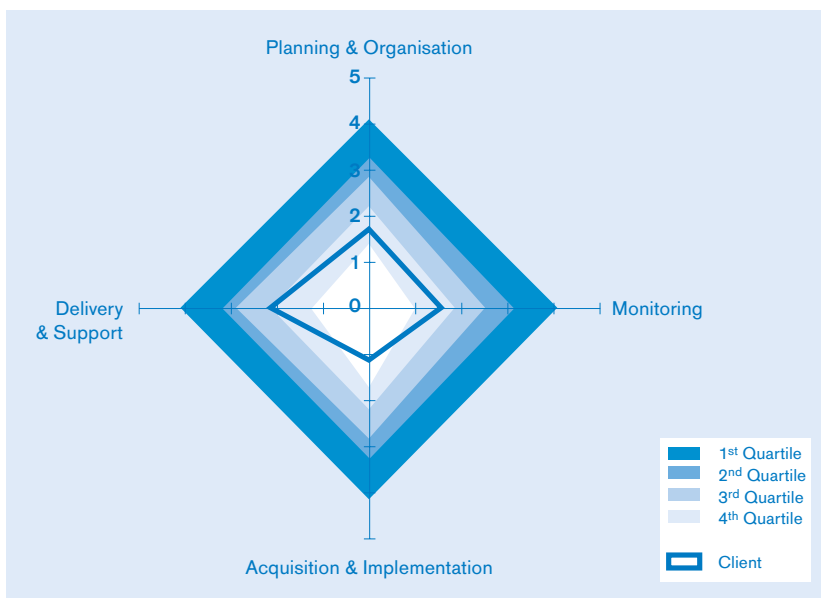 Planning & Organisation
5
4
3
2
1
0
Delivery
& Support
Monitoring
Acquisition & Implementation
1st Quartile
2nd Quartile
3rd Quartile
4th Quartile
Client